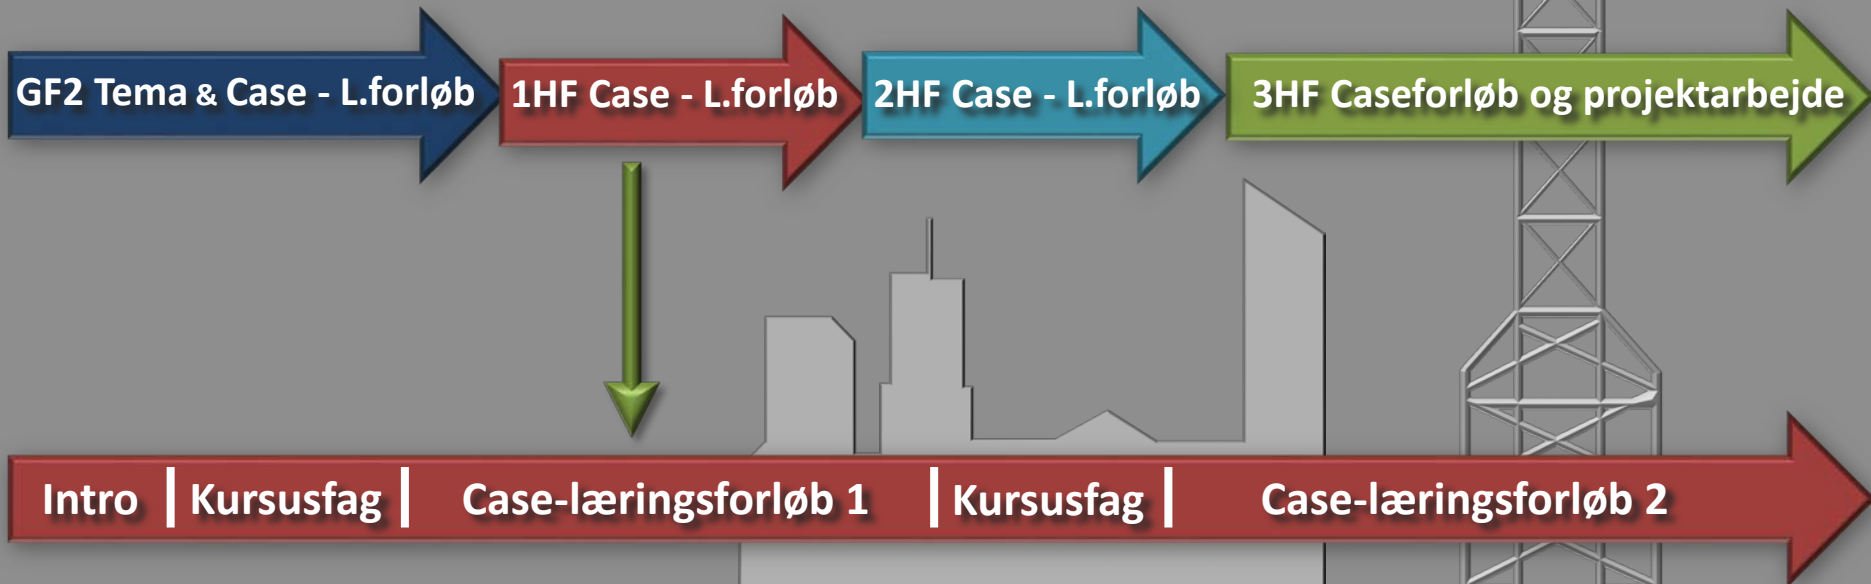 GF2 Tema & Case - L.forløb
1HF Case - L.forløb
2HF Case - L.forløb
3HF Caseforløb og projektarbejde
Intro
Kursusfag
Case-læringsforløb 1
Kursusfag
Case-læringsforløb 2